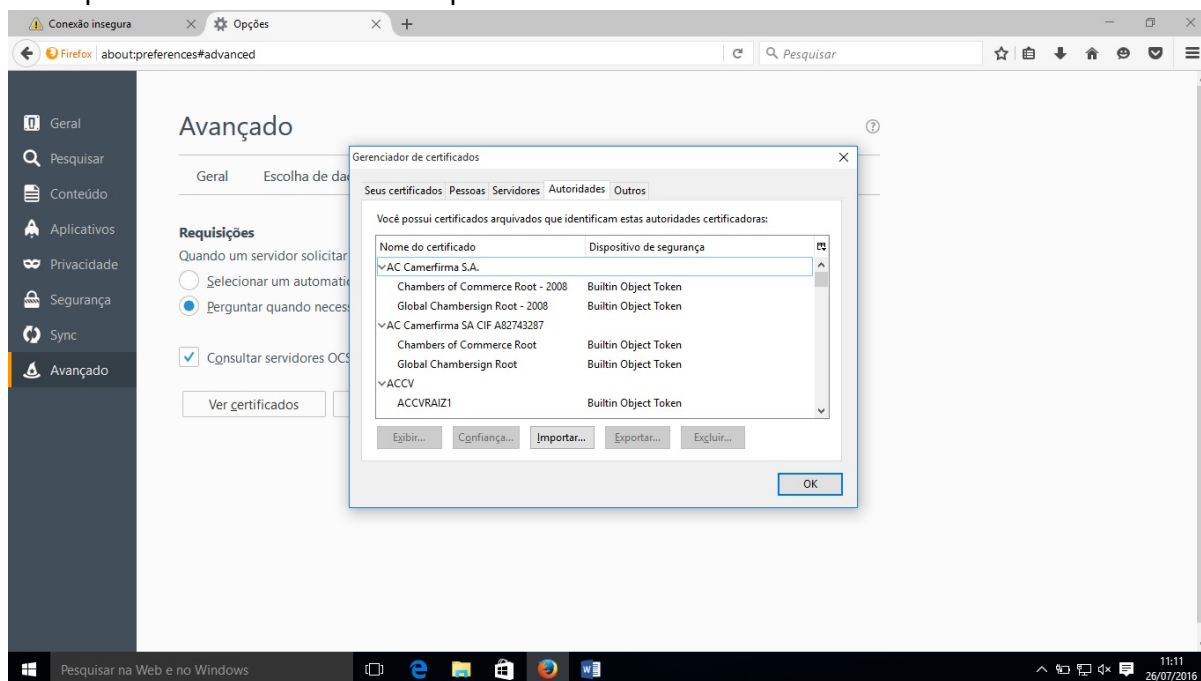 Conexão insegura
Opções
Firefox about:preferences#advanced
Pesquisar
Geral
Pesquisar
Conteúdo
Aplicativos
Privacidade
Segurança
Sync
Avançado
Avançado
Geral Escolha de da
Requisições
Quando um servidor solicitar
Selecionar um automati
Perguntar quando neces
Consultar servidores OCS
Ver certificados
Gerenciador de certificados
Seus certificados Pessoas Servidores Autoridades Outros
Você possui certificados arquivados que identificam estas autoridades certificadoras:
Nome do certificado Dispositivo de segurança
AC Camerfirma S.A.
Chambers of Commerce Root - 2008 Builtin Object Token
Global Chambersign Root - 2008 Builtin Object Token
AC Camerfirma SA CIF A82743287
Chambers of Commerce Root Builtin Object Token
Global Chambersign Root Builtin Object Token
ACCV
ACCVRAIZ1 Builtin Object Token
Exibir... Confiança... Importar... Exportar... Excluir...
OK
Pesquisar na Web e no Windows
11:11
26/07/2016